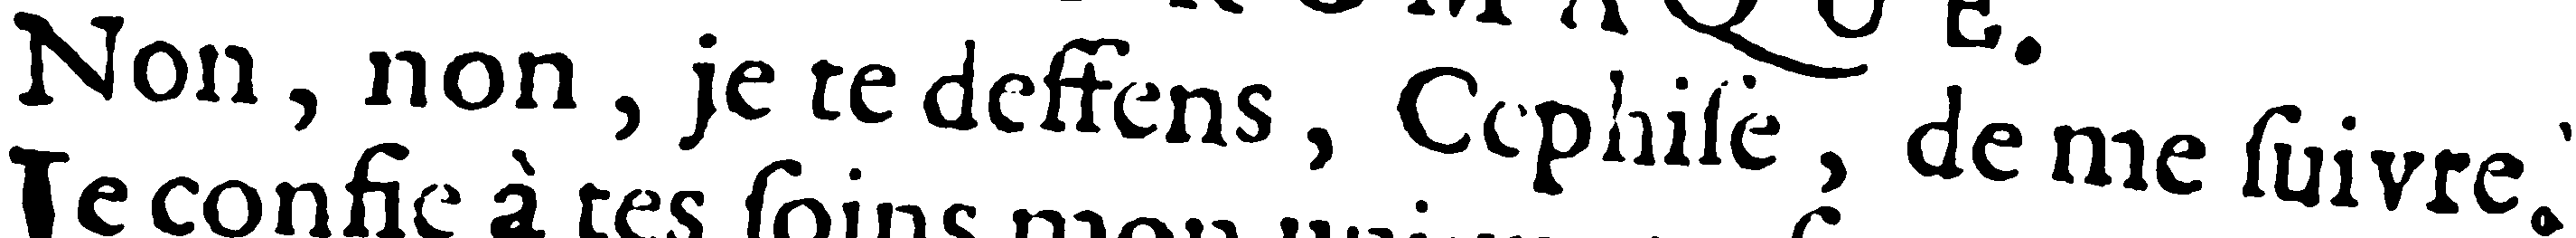 Non, non, je te deffens, Cephiſe, de me ſuivre.
Je confie à tes ſoins mon